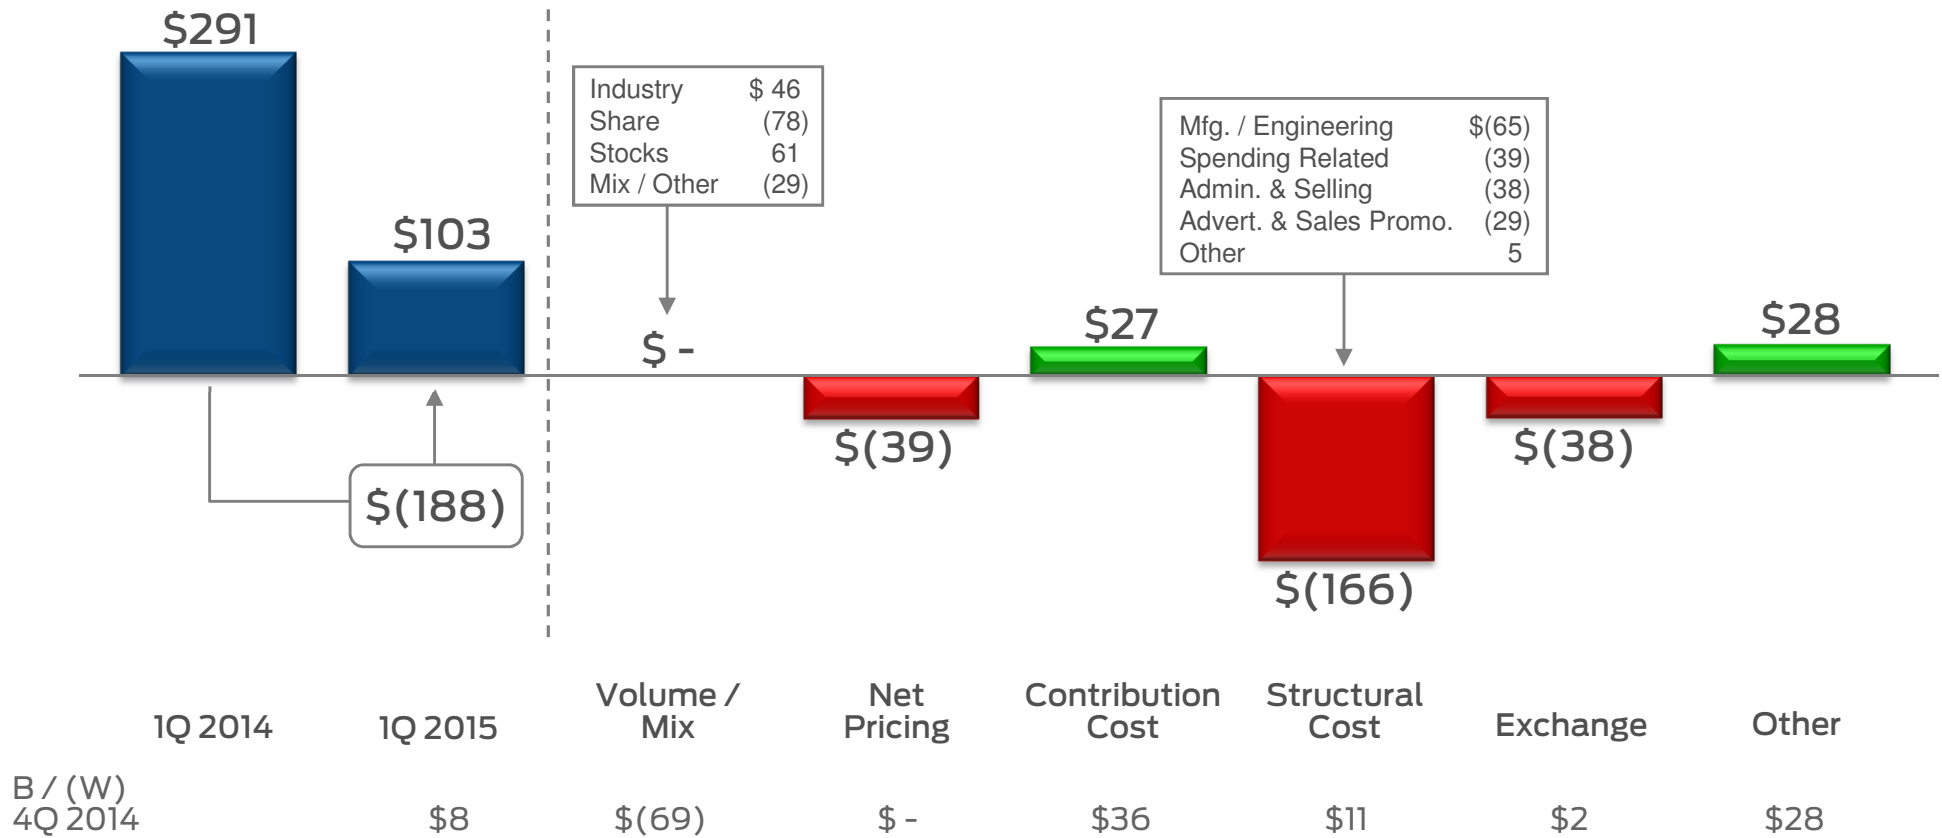 $291
$103
$(188)
Industry $ 46
Share (78)
Stocks 61
Mix / Other (29)
$ -
$(39)
$27
Mfg. / Engineering $(65)
Spending Related (39)
Admin. & Selling (38)
Advert. & Sales Promo. (29)
Other 5
$(166)
$(38)
$28
1Q 2014
1Q 2015
Volume /
Mix
Net
Pricing
Contribution
Cost
Structural
Cost
Exchange
Other
B / (W)
4Q 2014 $8 $(69) $ - $36 $11 $2 $28